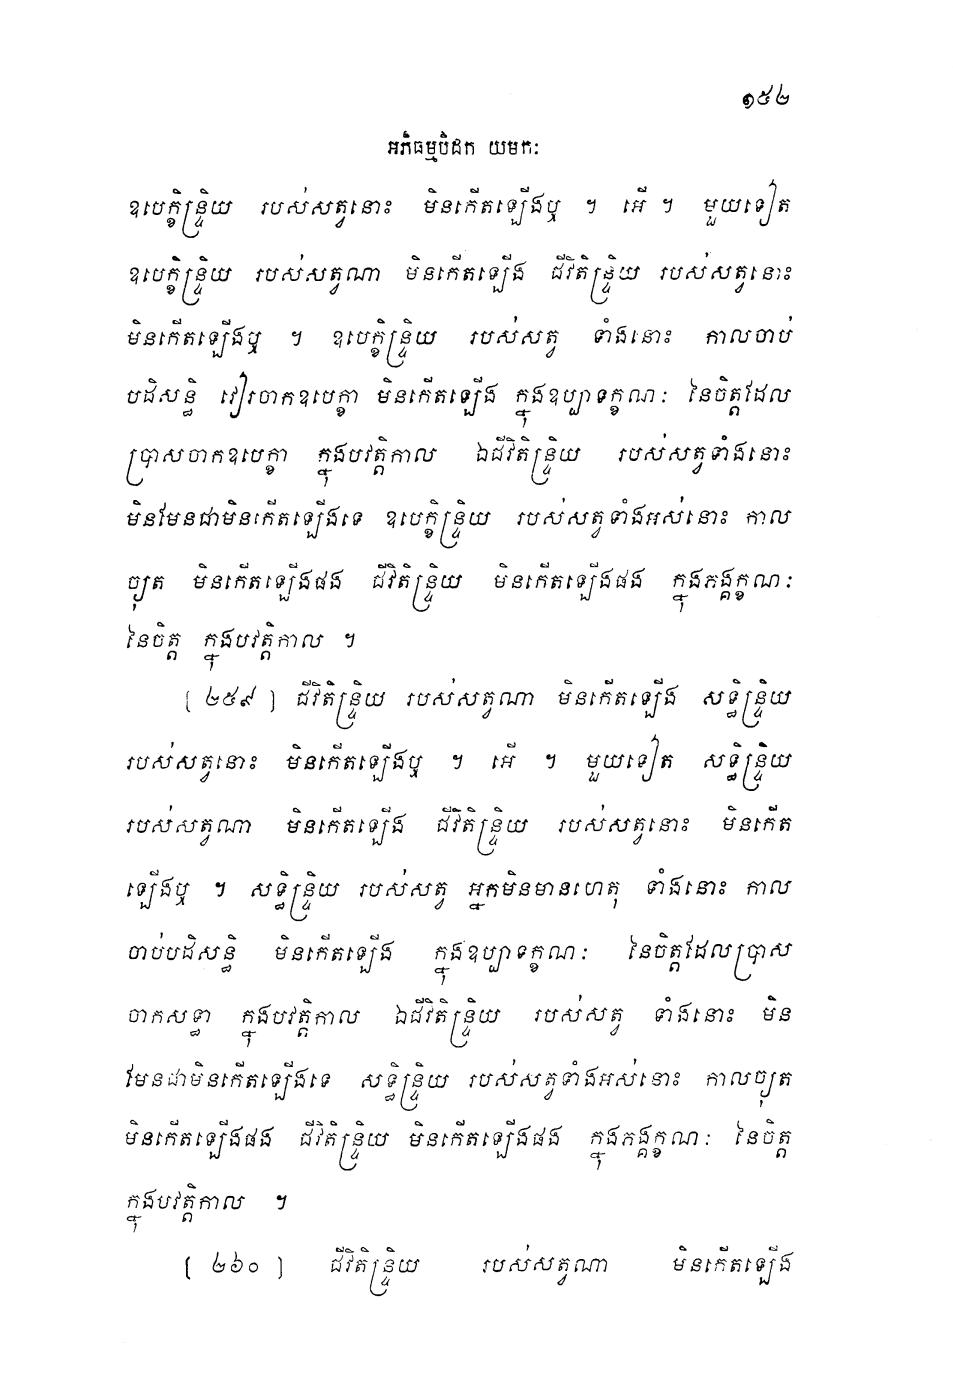 ១៥២
អភិធម្មបិដក យមកៈ
ឧបេក្ខិន្ទ្រិយ របស់សត្វនោះ មិនកើតឡើងឬ ។ អើ ។ មួយទៀត
ឧបេក្ខិន្ទ្រិយ របស់សត្វណា មិនកើតឡើង ជីវិតិន្ទ្រិយ របស់សត្វនោះ
មិនកើតឡើងឬ ។ ឧបេក្ខិន្ទ្រិយ របស់សត្វ ទាំងនោះ កាលចាប់
បដិសន្ធិ វៀរចាកឧបេក្ខា មិនកើតឡើង ក្នុងឧប្បាទក្ខណៈ នៃចិត្តដែល
ប្រាសចាកឧបេក្ខា ក្នុងបវត្តិកាល ឯជីវិតិន្ទ្រិយ របស់សត្វទាំងនោះ
មិនមែនជាមិនកើតឡើងទេ ឧបេក្ខិន្ទ្រិយ របស់សត្វទាំងអស់នោះ កាល
ច្យុត មិនកើតឡើងផង ជីវិតិន្ទ្រិយ មិនកើតឡើងផង ក្នុងភង្គក្ខណៈ
នៃចិត្ត ក្នុងបវត្តិកាល ។
[ ២៥៩ ] ជីវិតិន្ទ្រិយ របស់សត្វណា មិនកើតឡើង សទ្ធិន្ទ្រិយ
របស់សត្វនោះ មិនកើតឡើងឬ ។ អើ ។ មួយទៀត សទ្ធិន្ទ្រិយ
របស់សត្វណា មិនកើតឡើង ជីវិតិន្ទ្រិយ របស់សត្វនោះ មិនកើត
ឡើងឬ ។ សទ្ធិន្ទ្រិយ របស់សត្វ អ្នកមិនមានហេតុ ទាំងនោះ កាល
ចាប់បដិសន្ធិ មិនកើតឡើង ក្នុងឧប្បាទក្ខណៈ នៃចិត្តដែលប្រាស
ចាកសទ្ធា ក្នុងបវត្តិកាល ឯជីវិតិន្ទ្រិយ របស់សត្វ ទាំងនោះ មិន
មែនជាមិនកើតឡើងទេ សទ្ធិន្ទ្រិយ របស់សត្វទាំងអស់នោះ កាលច្យុត
មិនកើតឡើងផង ជីវិតិន្ទ្រិយ មិនកើតឡើងផង ក្នុងភង្គក្ខណៈ នៃចិត្ត
ក្នុងបវត្តិកាល ។
[ ២៦០ ] ជីវិតិន្ទ្រិយ របស់សត្វណា មិនកើតឡើង